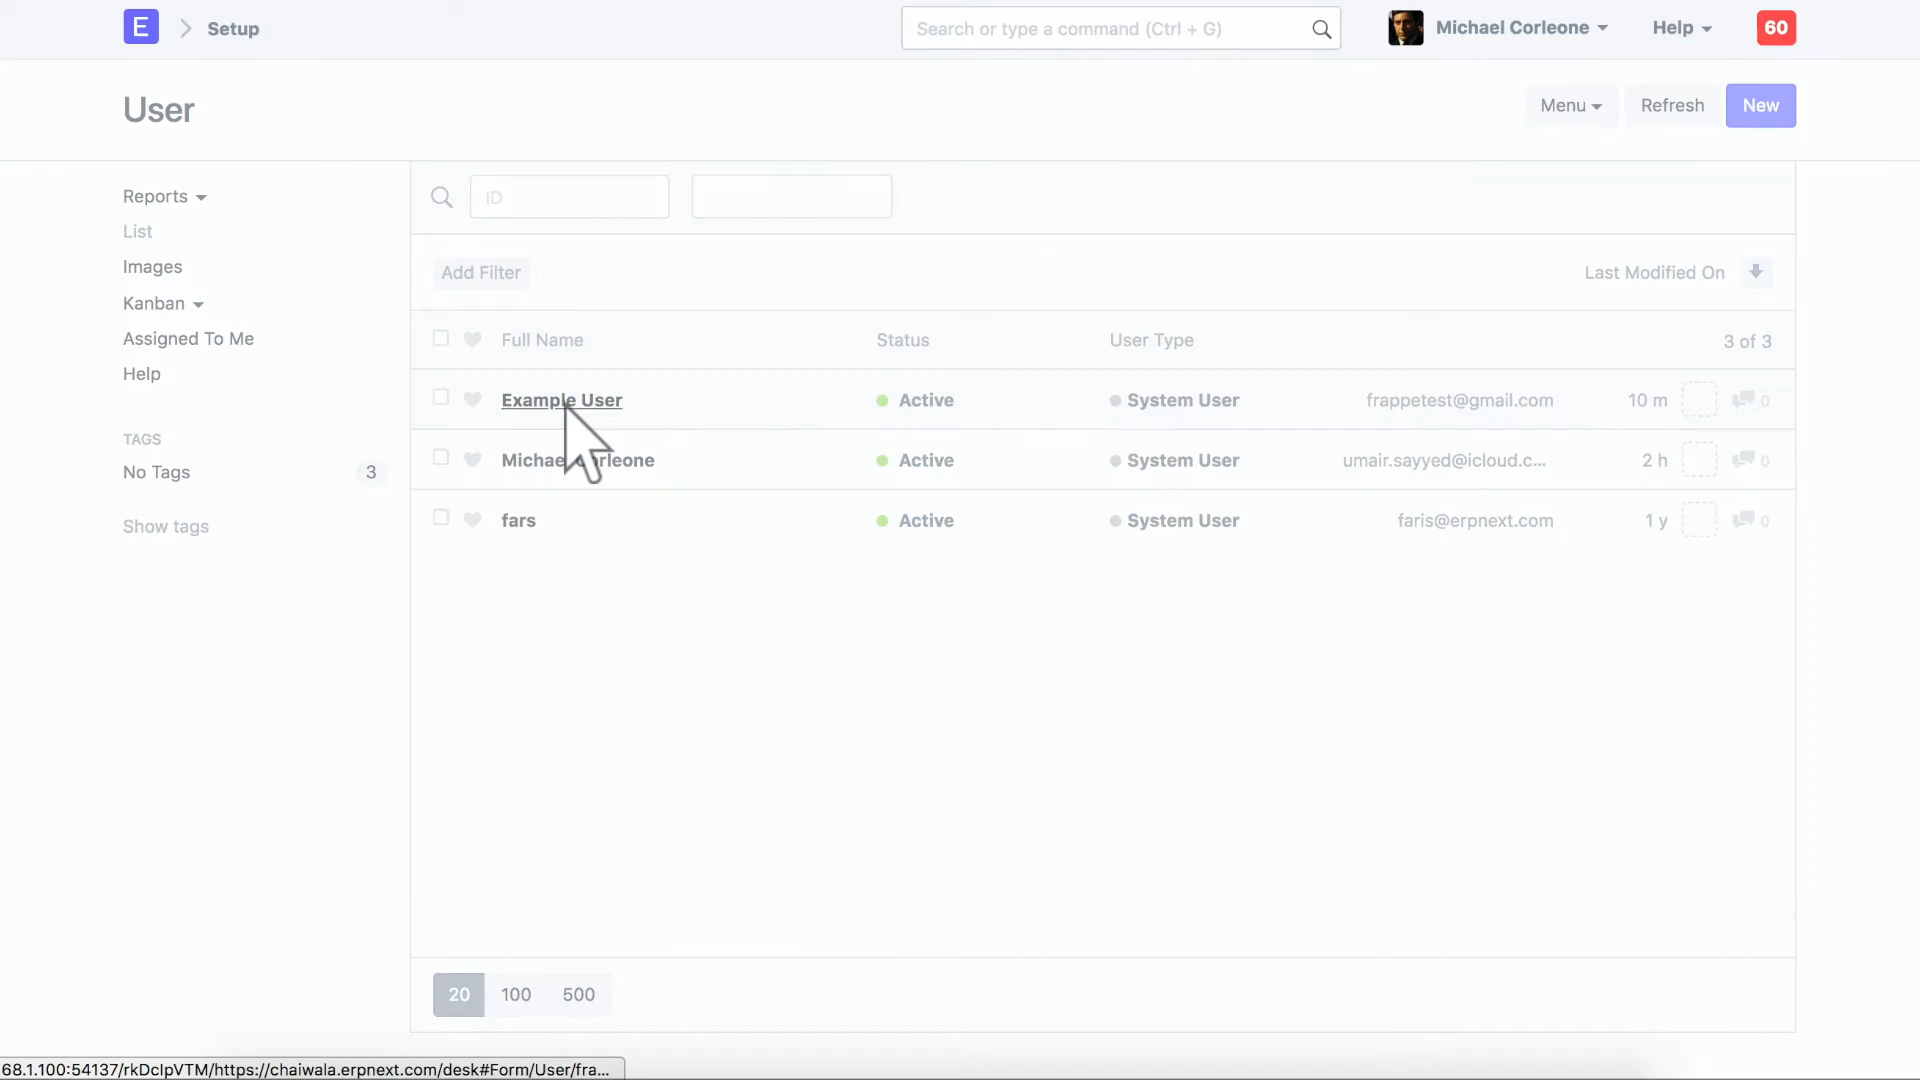 E Setup
Search or type a command (Ctrl + G)
Michael Corleone
Help
60
User
Menu
Refresh
New
Reports
List
Images
Kanban
Assigned To Me
Help
TAGS
No Tags 3
Show tags
ID
Add Filter
Last Modified On
Full Name Status User Type 3 of 3
Example User Active System User frappetest@gmail.com 10 m 0
Michael Corleone Active System User umair.sayyed@icloud.c... 2 h 0
fars Active System User faris@erpnext.com 1 y 0
20 100 500
68.1.100:54137/rkDclpVTM/https://chaiwala.erpnext.com/desk#Form/User/fra...